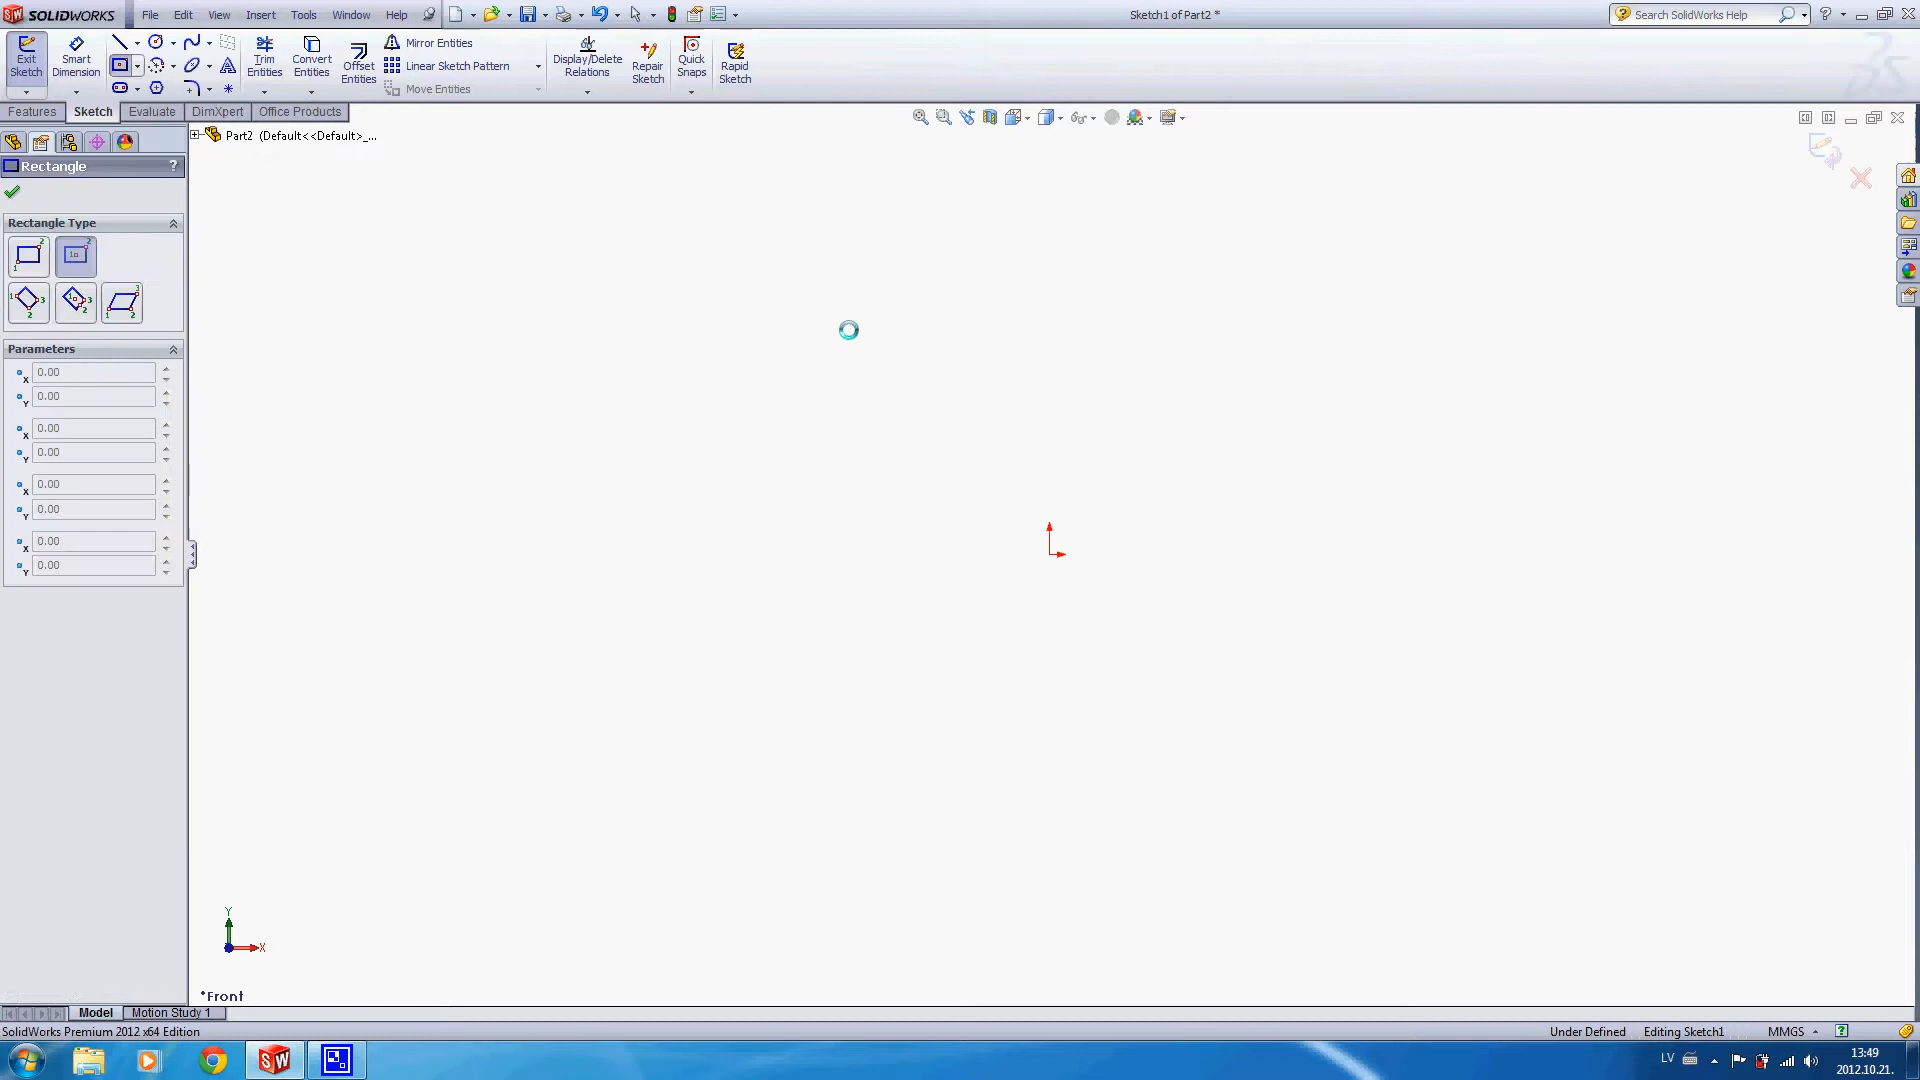 SOLIDWORKS File Edit View Insert Tools Window Help Sketch1 of Part2 * Search SolidWorks Help
Exit Sketch
Smart Dimension
Trim Entities
Convert Entities
Offset Entities
Mirror Entities
Linear Sketch Pattern
Move Entities
Display/Delete Relations
Repair Sketch
Quick Snaps
Rapid Sketch
Features Sketch Evaluate DimXpert Office Products
Part2 (Default<<Default>_...
Rectangle ?
Rectangle Type
Parameters
X 0.00
Y 0.00
X 0.00
Y 0.00
X 0.00
Y 0.00
X 0.00
Y 0.00
Y
X
*Front
Model Motion Study 1
SolidWorks Premium 2012 x64 Edition Under Defined Editing Sketch1 MMGS
LV 13:49
2012.10.21.